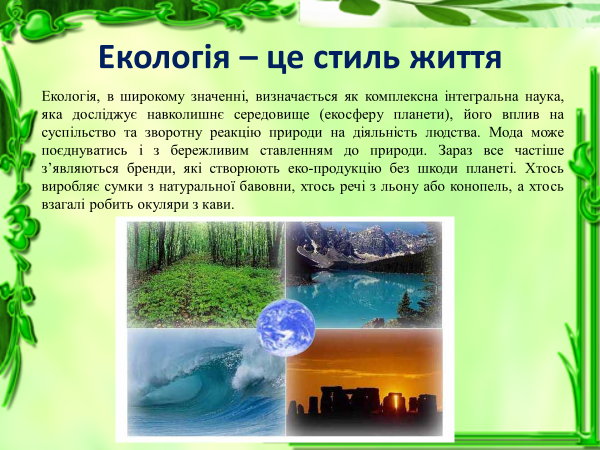 Екологія – це стиль життя
Екологія, в широкому значенні, визначається як комплексна інтегральна наука,
яка досліджує навколишнє середовище (екосферу планети), його вплив на
суспільство та зворотну реакцію природи на діяльність людства. Мода може
поєднуватись і з бережливим ставленням до природи. Зараз все частіше
з’являються бренди, які створюють еко-продукцію без шкоди планеті. Хтось
виробляє сумки з натуральної бавовни, хтось речі з льону або конопель, а хтось
взагалі робить окуляри з кави.